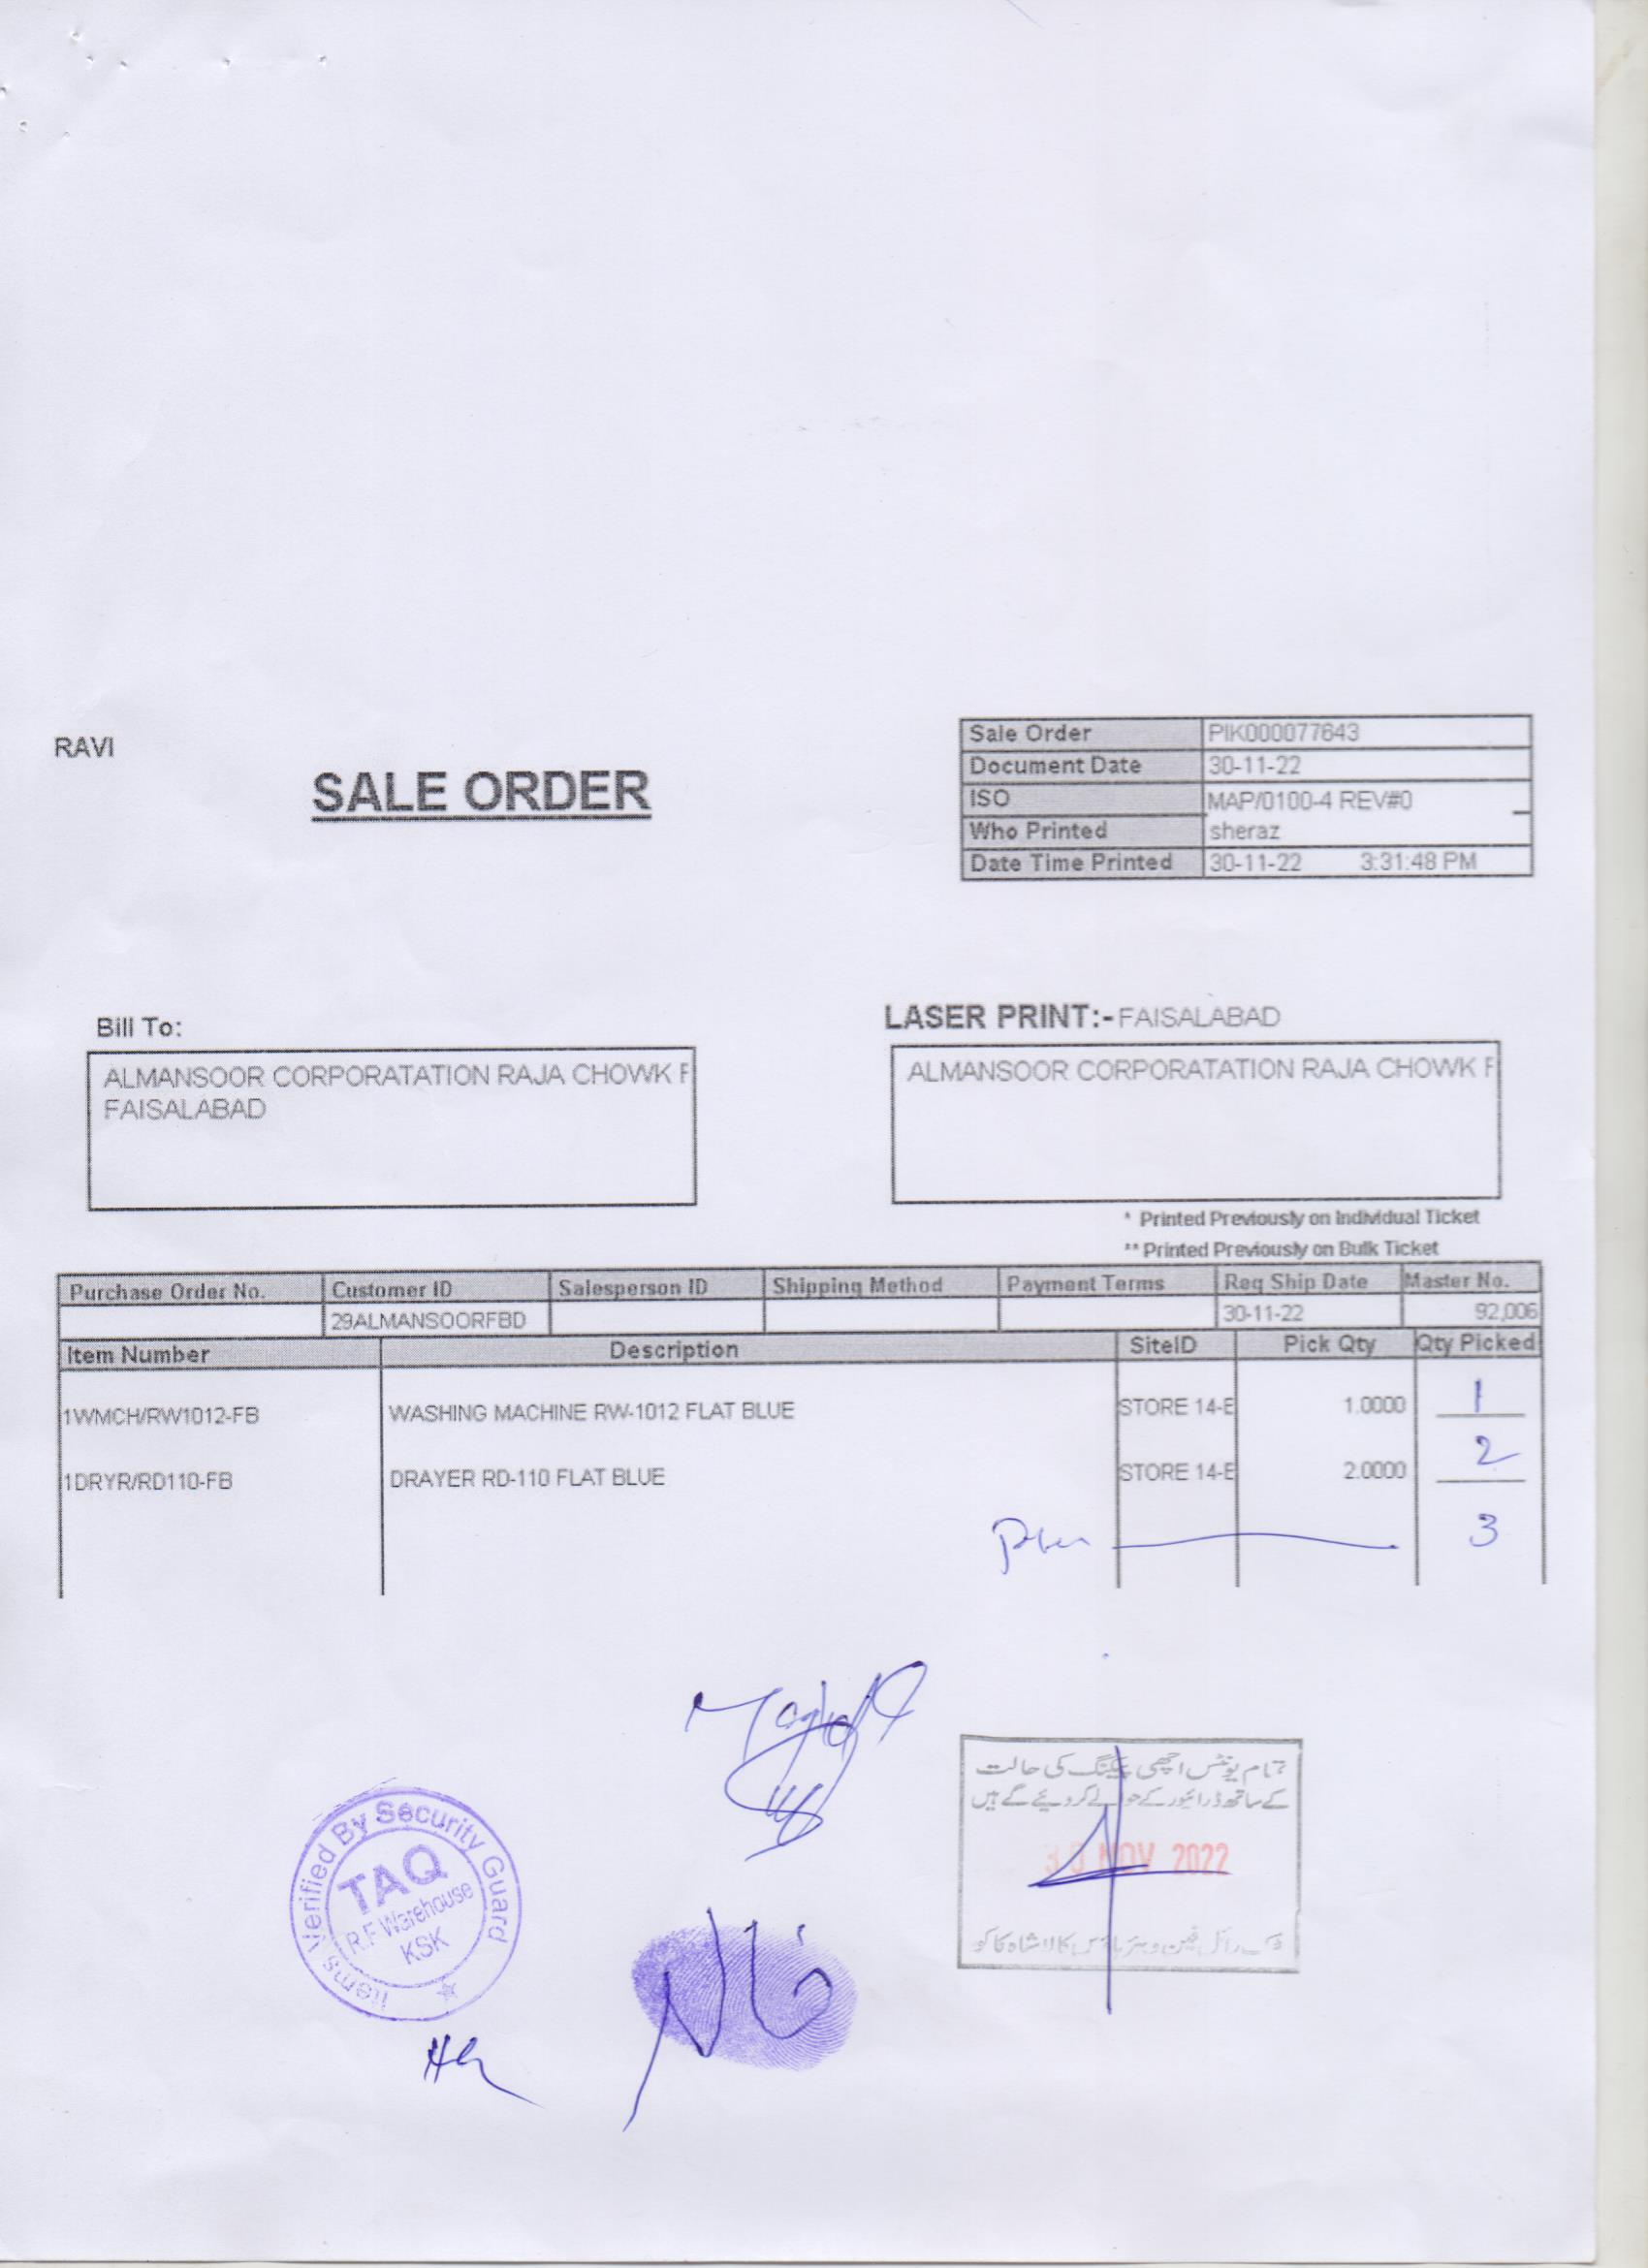 RAVI
SALE ORDER
Sale Order PIK000077643
Document Date 30-11-22
ISO MAP/0100-4 REV#0
Who Printed sheraz
Date Time Printed 30-11-22 3:31:48 PM
Bill To:
ALMANSOOR CORPORATATION RAJA CHOWK F
FAISALABAD
LASER PRINT:- FAISALABAD
ALMANSOOR CORPORATATION RAJA CHOWK F
* Printed Previously on Individual Ticket
** Printed Previously on Bulk Ticket
Purchase Order No. Customer ID Salesperson ID Shipping Method Payment Terms Req Ship Date Master No.
29ALMANSOORFBD 30-11-22 92,006
Item Number Description SiteID Pick Qty Qty Picked
1WMCH/RW1012-FB WASHING MACHINE RW-1012 FLAT BLUE STORE 14-E 1.0000 1
1DRYR/RD110-FB DRAYER RD-110 FLAT BLUE STORE 14-E 2.0000 2
3
Items Verified By Security Guard
TAQ
R.F Warehouse
KSK
تمام یونٹس اچھی پیکنگ کی حالت
کے ساتھ ڈرائیور کے حوالے کر دیئے گے ہیں
30 NOV 2022